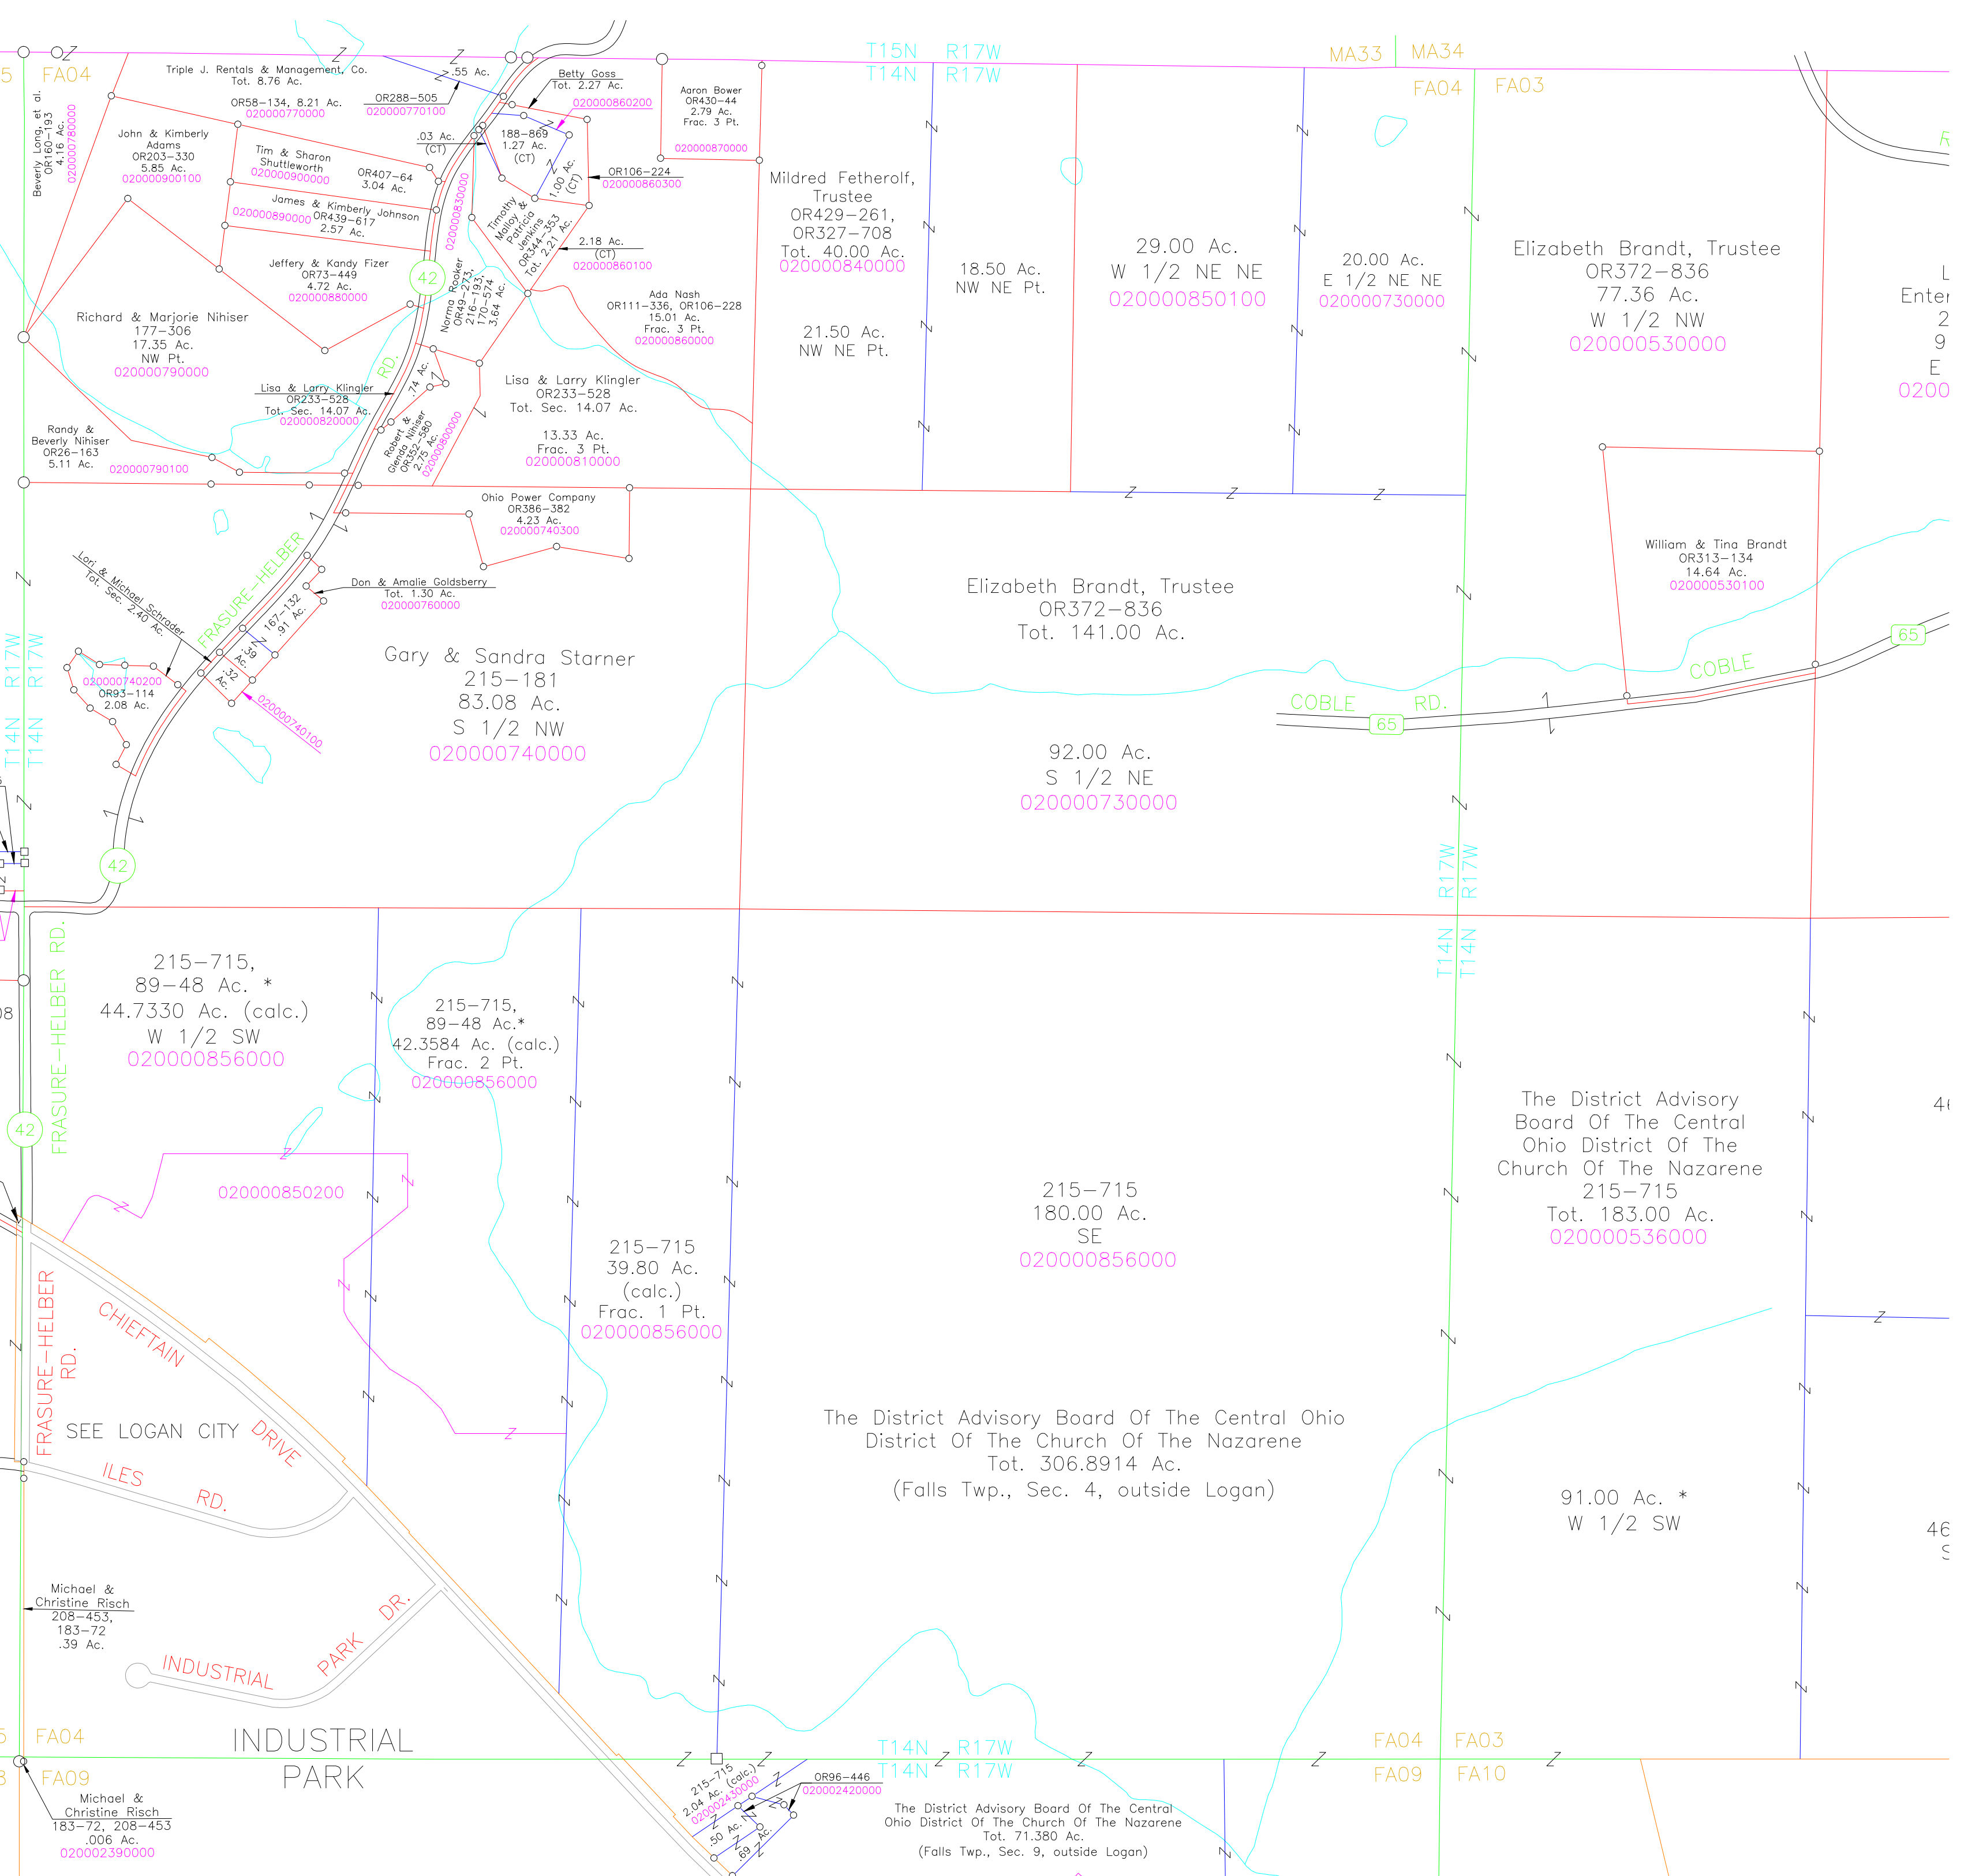 T15N R17W
T14N R17W
MA33 MA34
FA04 FA03
5 FA04
Beverly Long, et al.
OR160-193
4.16 Ac.
020000780000
Triple J. Rentals & Management, Co.
Tot. 8.76 Ac.
OR58-134, 8.21 Ac.
020000770000
.55 Ac.
OR288-505
020000770100
Betty Goss
Tot. 2.27 Ac.
020000860200
188-869
1.27 Ac.
(CT)
.03 Ac.
(CT)
1.00 Ac.
(CT)
OR106-224
020000860300
Aaron Bower
OR430-44
2.79 Ac.
Frac. 3 Pt.
020000870000
John & Kimberly
Adams
OR203-330
5.85 Ac.
020000900100
Tim & Sharon
Shuttleworth
020000900000
OR407-64
3.04 Ac.
James & Kimberly Johnson
020000890000
OR439-617
2.57 Ac.
Jeffery & Kandy Fizer
OR73-449
4.72 Ac.
020000880000
020000830000
Timothy
Malloy &
Patricia
Jenkins
OR344-353
Tot. 2.21 Ac.
2.18 Ac.
(CT)
020000860100
Norma Rooker
OR49-273,
216-193,
170-574
3.64 Ac.
Ada Nash
OR111-336, OR106-228
15.01 Ac.
Frac. 3 Pt.
020000860000
Mildred Fetherolf,
Trustee
OR429-261,
OR327-708
Tot. 40.00 Ac.
020000840000
21.50 Ac.
NW NE Pt.
18.50 Ac.
NW NE Pt.
29.00 Ac.
W 1/2 NE NE
020000850100
20.00 Ac.
E 1/2 NE NE
020000730000
Elizabeth Brandt, Trustee
OR372-836
77.36 Ac.
W 1/2 NW
020000530000
L
Enter
2
9
E
0200
R
Richard & Marjorie Nihiser
177-306
17.35 Ac.
NW Pt.
020000790000
42
RD.
Lisa & Larry Klingler
OR233-528
Tot. Sec. 14.07 Ac.
020000820000
.74 Ac.
Robert &
Glenda Nihiser
OR352-580
2.75 Ac.
020000800000
Lisa & Larry Klingler
OR233-528
Tot. Sec. 14.07 Ac.
13.33 Ac.
Frac. 3 Pt.
020000810000
Randy &
Beverly Nihiser
OR26-163
5.11 Ac.
020000790100
Ohio Power Company
OR386-382
4.23 Ac.
020000740300
FRASURE-HELBER
Lori & Michael Schrader
Tot. Sec. 2.40 Ac.
Don & Amalie Goldsberry
Tot. 1.30 Ac.
020000760000
167-132
.91 Ac.
.39
Ac.
.32
Ac.
020000740100
020000740200
OR93-114
2.08 Ac.
Gary & Sandra Starner
215-181
83.08 Ac.
S 1/2 NW
020000740000
Elizabeth Brandt, Trustee
OR372-836
Tot. 141.00 Ac.
92.00 Ac.
S 1/2 NE
020000730000
William & Tina Brandt
OR313-134
14.64 Ac.
020000530100
COBLE RD.
65
COBLE
65
T14N R17W
T14N R17W
42
FRASURE-HELBER RD.
42
T14N R17W
T14N R17W
08
215-715,
89-48 Ac. *
44.7330 Ac. (calc.)
W 1/2 SW
020000856000
215-715,
89-48 Ac.*
42.3584 Ac. (calc.)
Frac. 2 Pt.
020000856000
020000850200
215-715
39.80 Ac.
(calc.)
Frac. 1 Pt.
020000856000
215-715
180.00 Ac.
SE
020000856000
The District Advisory
Board Of The Central
Ohio District Of The
Church Of The Nazarene
215-715
Tot. 183.00 Ac.
020000536000
The District Advisory Board Of The Central Ohio
District Of The Church Of The Nazarene
Tot. 306.8914 Ac.
(Falls Twp., Sec. 4, outside Logan)
91.00 Ac. *
W 1/2 SW
46
FRASURE-HELBER
RD.
CHIEFTAIN
DRIVE
SEE LOGAN CITY
ILES RD.
Michael &
Christine Risch
208-453,
183-72
.39 Ac.
INDUSTRIAL
PARK
DR.
INDUSTRIAL
PARK
5 FA04
FA09
Michael &
Christine Risch
183-72, 208-453
.006 Ac.
020002390000
215-715
2.04 Ac. (calc.)
020002430000
.50 Ac.
.69 Ac.
OR96-446
020002420000
T14N R17W
T14N R17W
FA04 FA03
FA09 FA10
The District Advisory Board Of The Central
Ohio District Of The Church Of The Nazarene
Tot. 71.380 Ac.
(Falls Twp., Sec. 9, outside Logan)